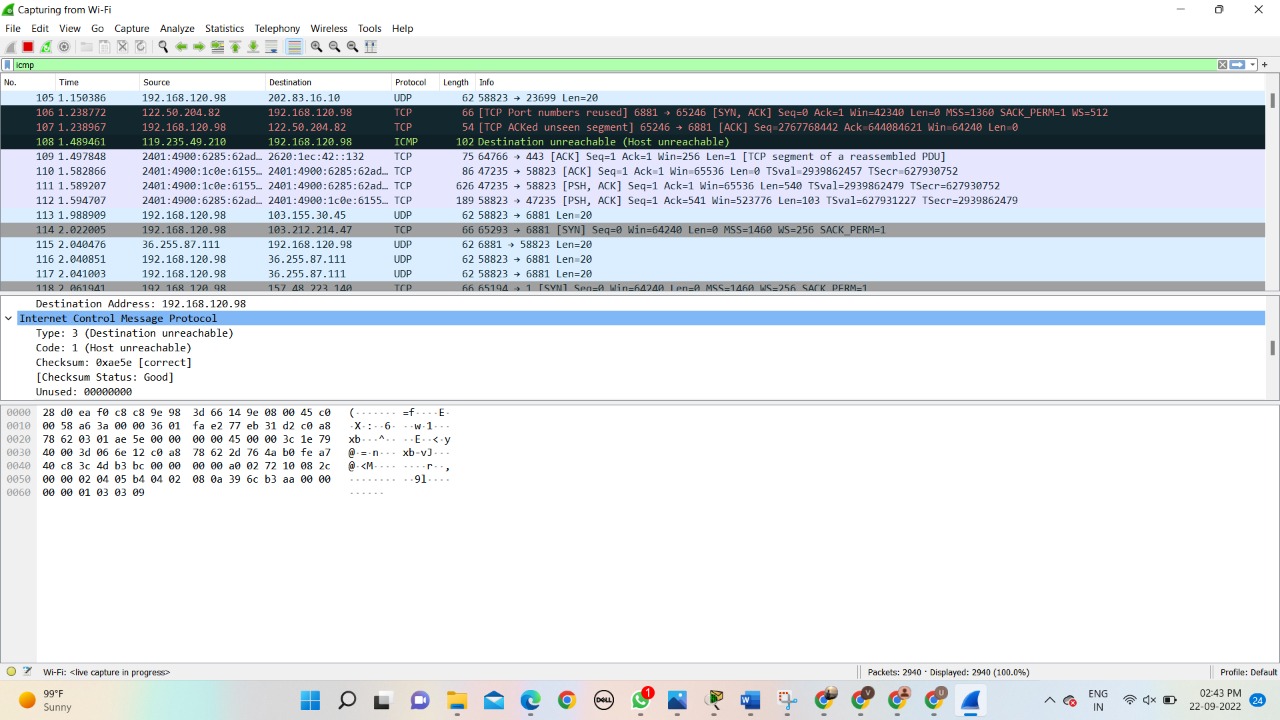 Capturing from Wi-Fi
File Edit View Go Capture Analyze Statistics Telephony Wireless Tools Help
icmp
No. Time Source Destination Protocol Length Info
105 1.150386 192.168.120.98 202.83.16.10 UDP 62 58823 → 23699 Len=20
106 1.238772 122.50.204.82 192.168.120.98 TCP 66 [TCP Port numbers reused] 6881 → 65246 [SYN, ACK] Seq=0 Ack=1 Win=42340 Len=0 MSS=1360 SACK_PERM=1 WS=512
107 1.238967 192.168.120.98 122.50.204.82 TCP 54 [TCP ACKed unseen segment] 65246 → 6881 [ACK] Seq=2767768442 Ack=644084621 Win=64240 Len=0
108 1.489461 119.235.49.210 192.168.120.98 ICMP 102 Destination unreachable (Host unreachable)
109 1.497848 2401:4900:6285:62ad… 2620:1ec:42::132 TCP 75 64766 → 443 [ACK] Seq=1 Ack=1 Win=256 Len=1 [TCP segment of a reassembled PDU]
110 1.582866 2401:4900:1c0e:6155… 2401:4900:6285:62ad… TCP 86 47235 → 58823 [ACK] Seq=1 Ack=1 Win=65536 Len=0 TSval=2939862457 TSecr=627930752
111 1.589207 2401:4900:1c0e:6155… 2401:4900:6285:62ad… TCP 626 47235 → 58823 [PSH, ACK] Seq=1 Ack=1 Win=65536 Len=540 TSval=2939862479 TSecr=627930752
112 1.594707 2401:4900:6285:62ad… 2401:4900:1c0e:6155… TCP 189 58823 → 47235 [PSH, ACK] Seq=1 Ack=541 Win=523776 Len=103 TSval=627931227 TSecr=2939862479
113 1.988909 192.168.120.98 103.155.30.45 UDP 62 58823 → 6881 Len=20
114 2.022005 192.168.120.98 103.212.214.47 TCP 66 65293 → 6881 [SYN] Seq=0 Win=64240 Len=0 MSS=1460 WS=256 SACK_PERM=1
115 2.040476 36.255.87.111 192.168.120.98 UDP 62 6881 → 58823 Len=20
116 2.040851 192.168.120.98 36.255.87.111 UDP 62 58823 → 6881 Len=20
117 2.041003 192.168.120.98 36.255.87.111 UDP 62 58823 → 6881 Len=20
118 2.061941 192.168.120.98 157.48.223.140 TCP 66 65194 → 1 [SYN] Seq=0 Win=64240 Len=0 MSS=1460 WS=256 SACK_PERM=1
Destination Address: 192.168.120.98
Internet Control Message Protocol
Type: 3 (Destination unreachable)
Code: 1 (Host unreachable)
Checksum: 0xae5e [correct]
[Checksum Status: Good]
Unused: 00000000
0000 28 d0 ea f0 c8 c8 9e 98 3d 66 14 9e 08 00 45 c0 (······· =f····E·
0010 00 58 a6 3a 00 00 36 01 fa e2 77 eb 31 d2 c0 a8 ·X·:··6· ··w·1···
0020 78 62 03 01 ae 5e 00 00 00 00 45 00 00 3c 1e 79 xb···^·· ··E··<·y
0030 40 00 3d 06 6e 12 c0 a8 78 62 2d 76 4a b0 fe a7 @·=·n··· xb-vJ···
0040 40 c8 3c 4d b3 bc 00 00 00 00 a0 02 72 10 08 2c @·<M···· ····r··,
0050 00 00 02 04 05 b4 04 02 08 0a 39 6c b3 aa 00 00 ········ ··9l····
0060 00 00 01 03 03 09 ······
Wi-Fi: <live capture in progress> Packets: 2940 · Displayed: 2940 (100.0%) Profile: Default
99°F
Sunny
DELL
1
V
U
ENG
IN
02:43 PM
22-09-2022
24